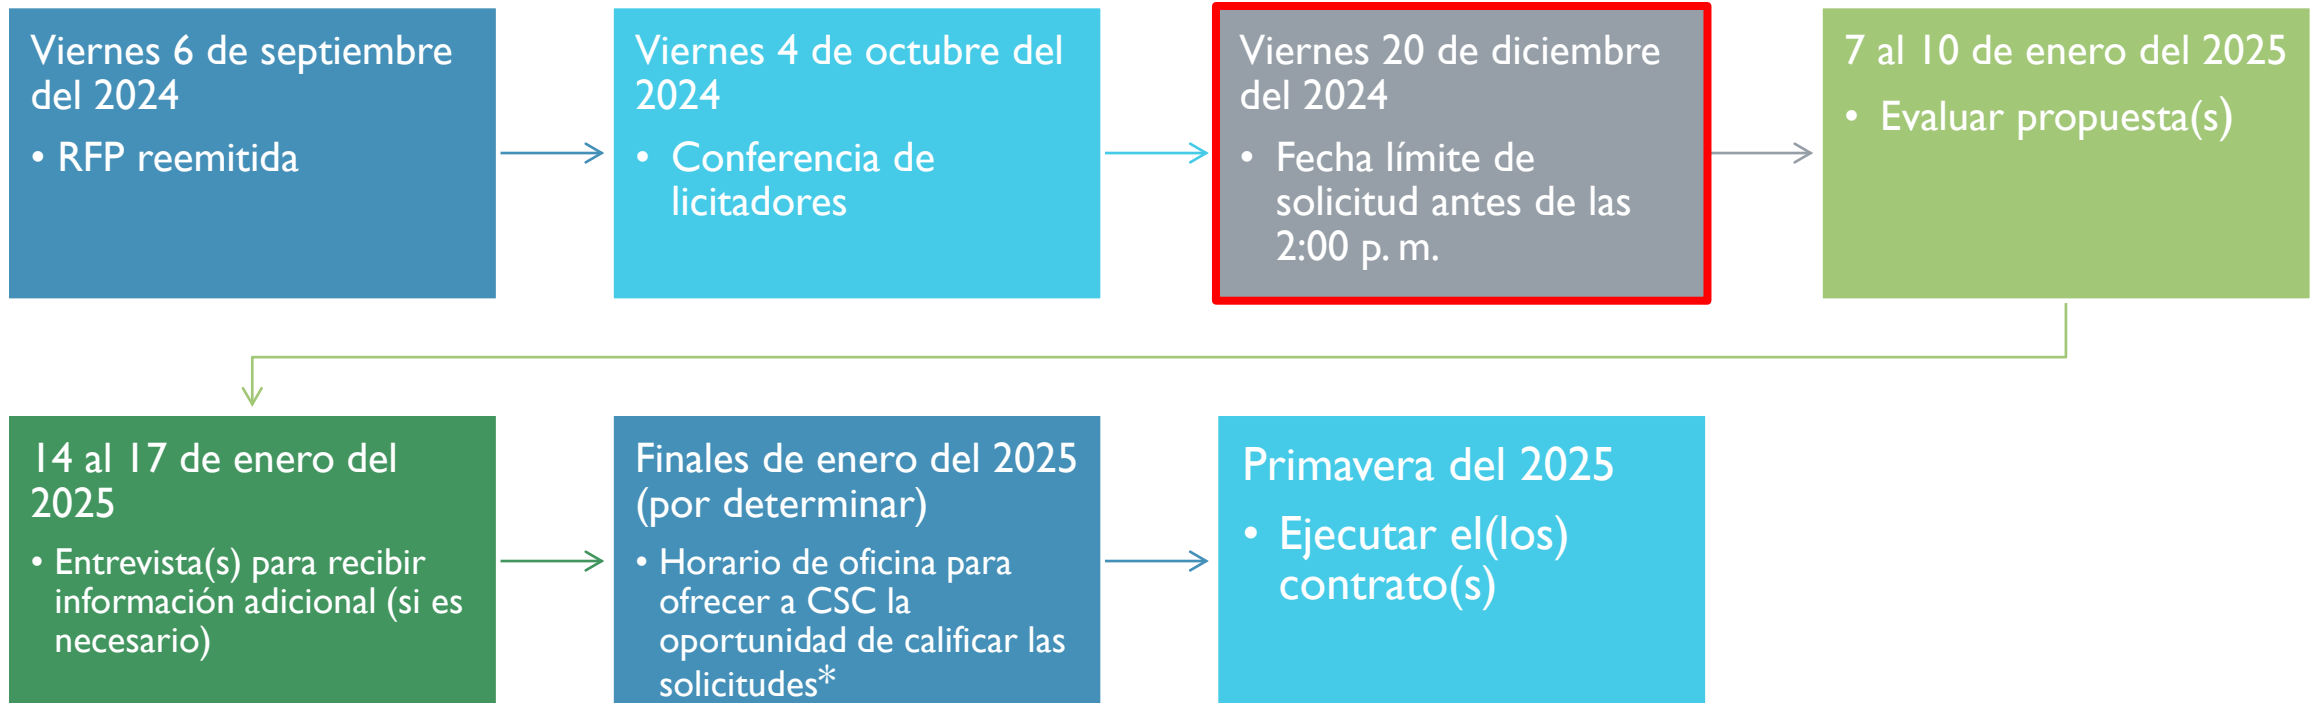 Viernes 6 de septiembre
del 2024
• RFP reemitida
Viernes 4 de octubre del
2024
• Conferencia de
licitadores
Viernes 20 de diciembre
del 2024
• Fecha límite de
solicitud antes de las
2:00 p. m.
7 al 10 de enero del 2025
• Evaluar propuesta(s)
14 al 17 de enero del
2025
• Entrevista(s) para recibir
información adicional (si es
necesario)
Finales de enero del 2025
(por determinar)
• Horario de oficina para
ofrecer a CSC la
oportunidad de calificar las
solicitudes*
Primavera del 2025
• Ejecutar el(los)
contrato(s)